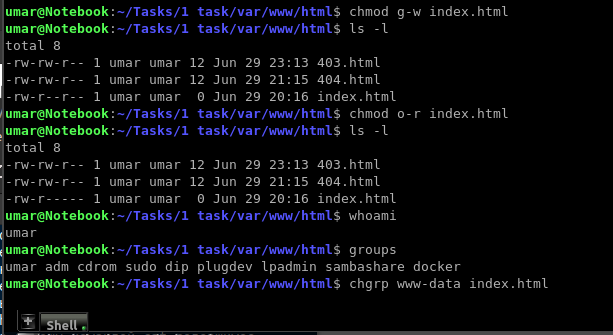 umar@Notebook:~/Tasks/1 task/var/www/html$ chmod g-w index.html
umar@Notebook:~/Tasks/1 task/var/www/html$ ls -l
total 8
-rw-rw-r-- 1 umar umar 12 Jun 29 23:13 403.html
-rw-rw-r-- 1 umar umar 12 Jun 29 21:15 404.html
-rw-r--r-- 1 umar umar  0 Jun 29 20:16 index.html
umar@Notebook:~/Tasks/1 task/var/www/html$ chmod o-r index.html
umar@Notebook:~/Tasks/1 task/var/www/html$ ls -l
total 8
-rw-rw-r-- 1 umar umar 12 Jun 29 23:13 403.html
-rw-rw-r-- 1 umar umar 12 Jun 29 21:15 404.html
-rw-r----- 1 umar umar  0 Jun 29 20:16 index.html
umar@Notebook:~/Tasks/1 task/var/www/html$ whoami
umar
umar@Notebook:~/Tasks/1 task/var/www/html$ groups
umar adm cdrom sudo dip plugdev lpadmin sambashare docker
umar@Notebook:~/Tasks/1 task/var/www/html$ chgrp www-data index.html
Shell